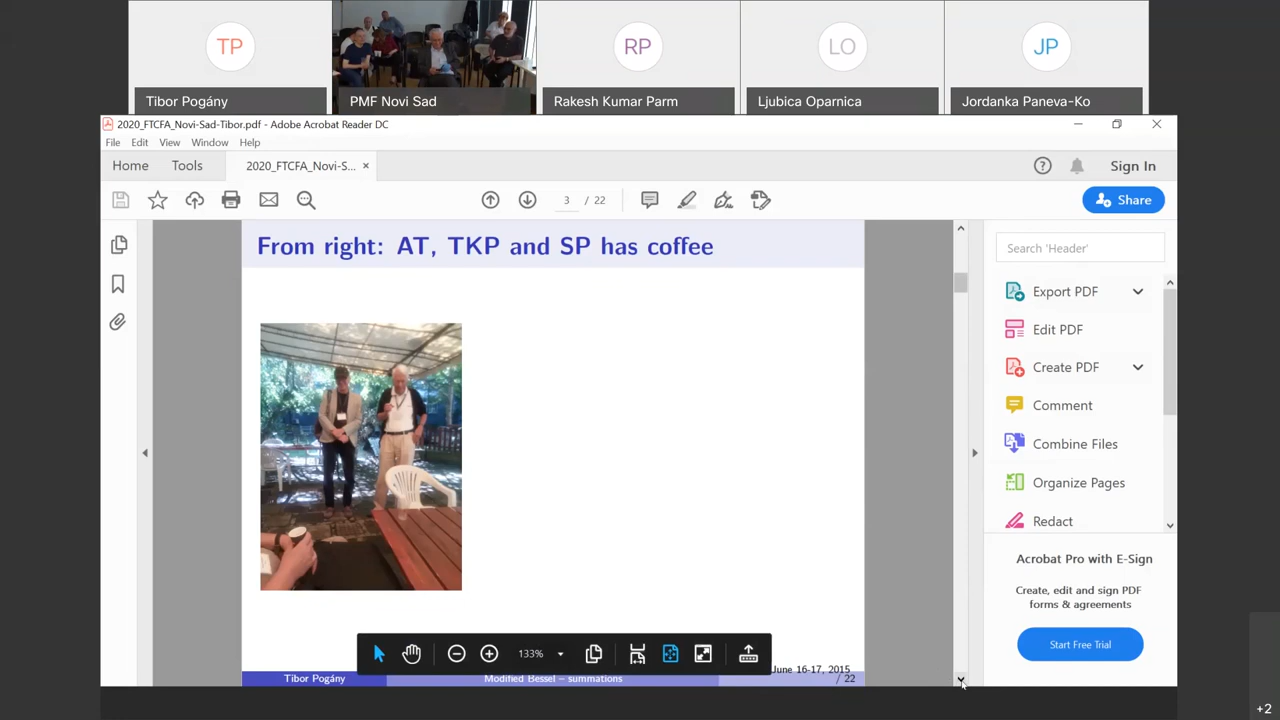 TP
RP
LO
JP
Tibor Pogány
PMF Novi Sad
Rakesh Kumar Parm
Ljubica Oparnica
Jordanka Paneva-Ko
2020_FTCFA_Novi-Sad-Tibor.pdf - Adobe Acrobat Reader DC
File Edit View Window Help
Home Tools 2020_FTCFA_Novi-S... ×
Sign In
3 / 22
Share
From right: AT, TKP and SP has coffee
Search 'Header'
Export PDF
Edit PDF
Create PDF
Comment
Combine Files
Organize Pages
Redact
Acrobat Pro with E-Sign
Create, edit and sign PDF
forms & agreements
Start Free Trial
133%
June 16-17, 2015
Tibor Pogány
Modified Bessel – summations
/ 22
+2